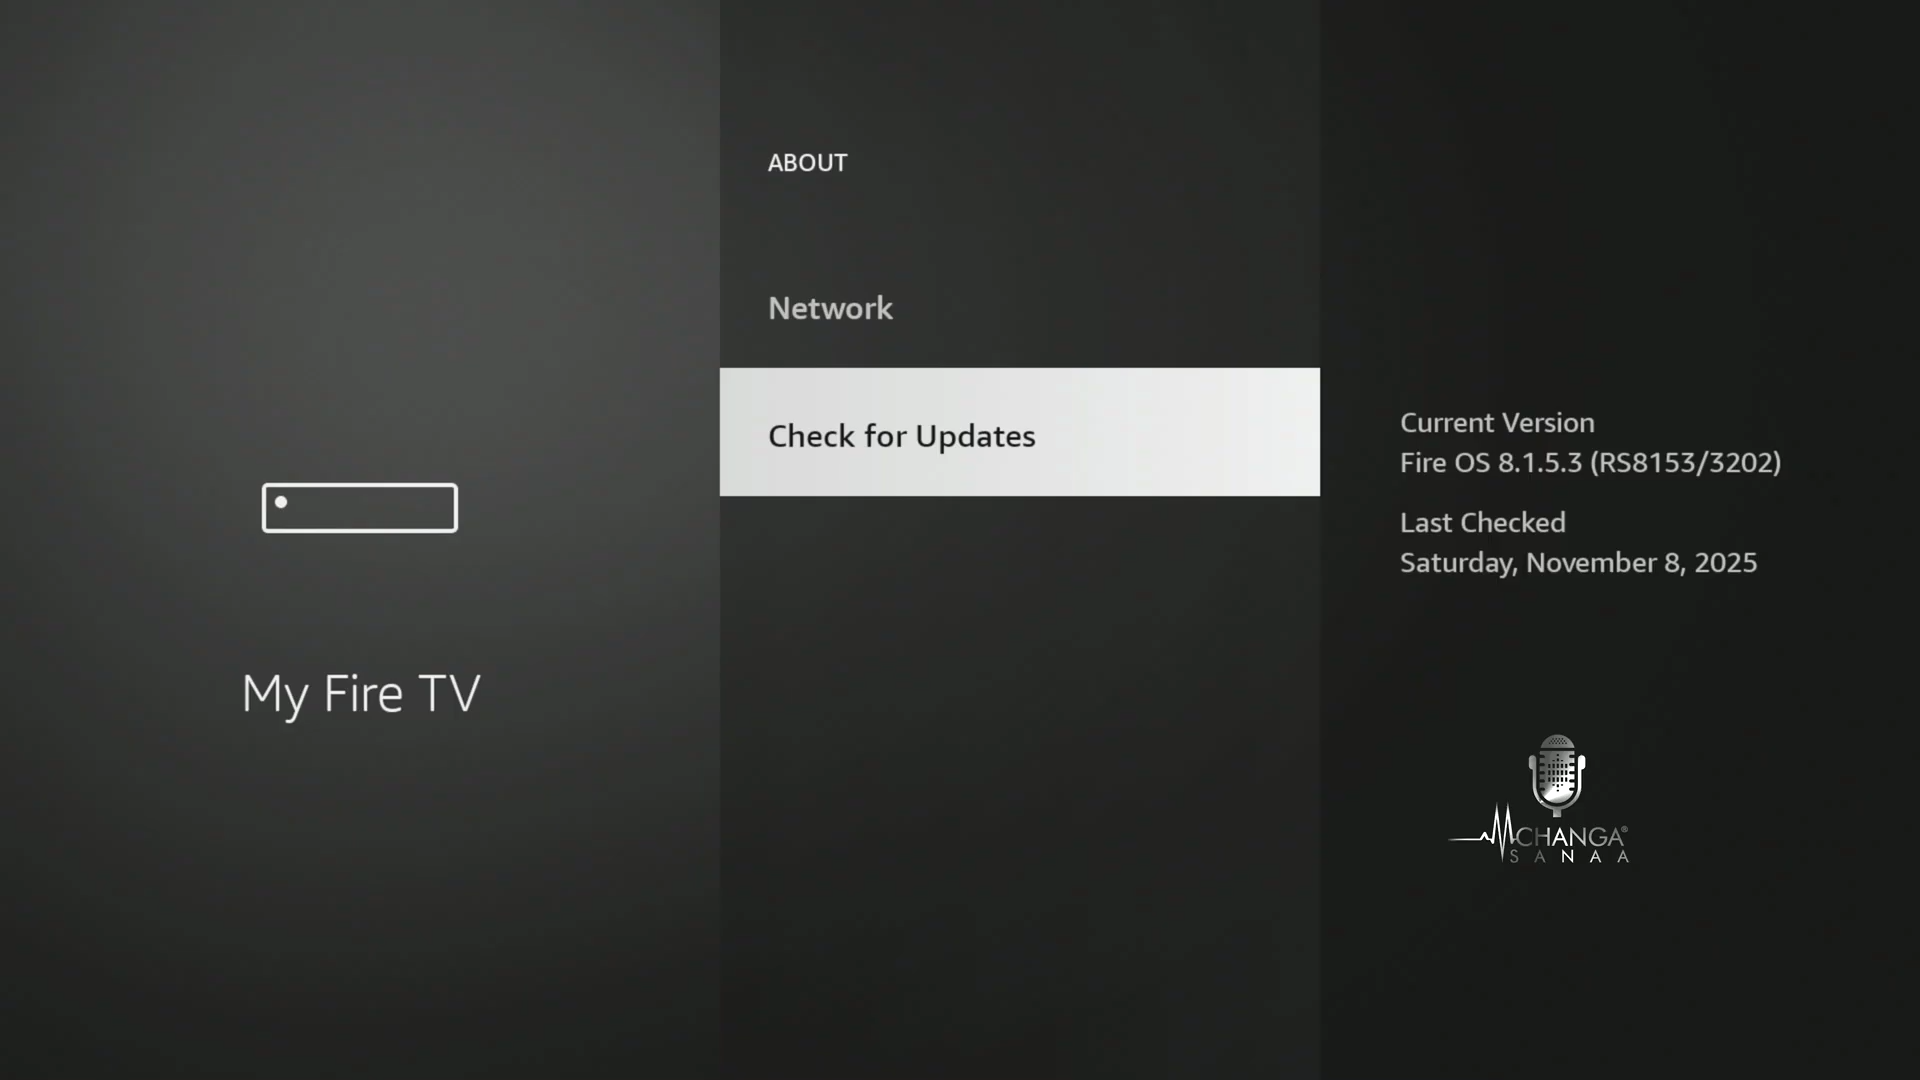 ABOUT
Network
Check for Updates
My Fire TV
Current Version
Fire OS 8.1.5.3 (RS8153/3202)
Last Checked
Saturday, November 8, 2025
MCHANGA®
SANAA